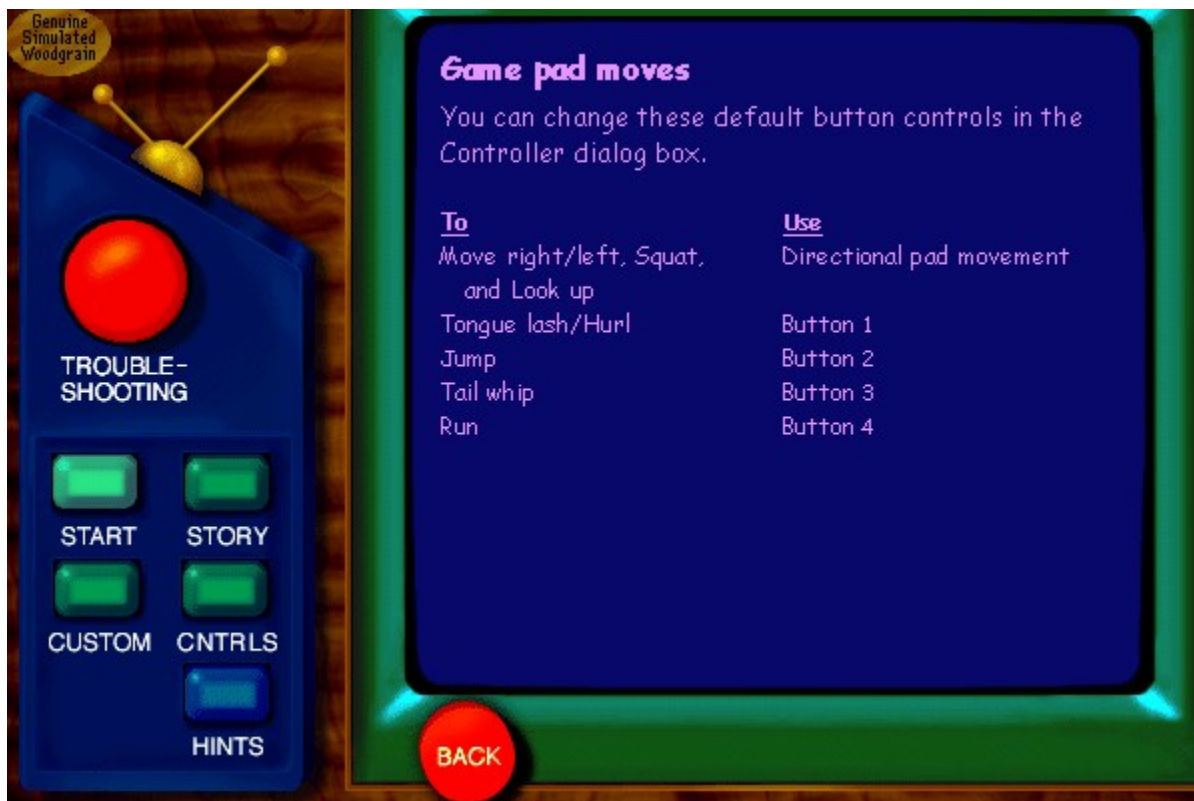 Genuine
Simulated
Woodgrain
TROUBLE-
SHOOTING
START STORY
CUSTOM CNTRLS
HINTS
Game pad moves
You can change these default button controls in the
Controller dialog box.
To Use
Move right/left, Squat, Directional pad movement
and Look up
Tongue lash/Hurl Button 1
Jump Button 2
Tail whip Button 3
Run Button 4
BACK